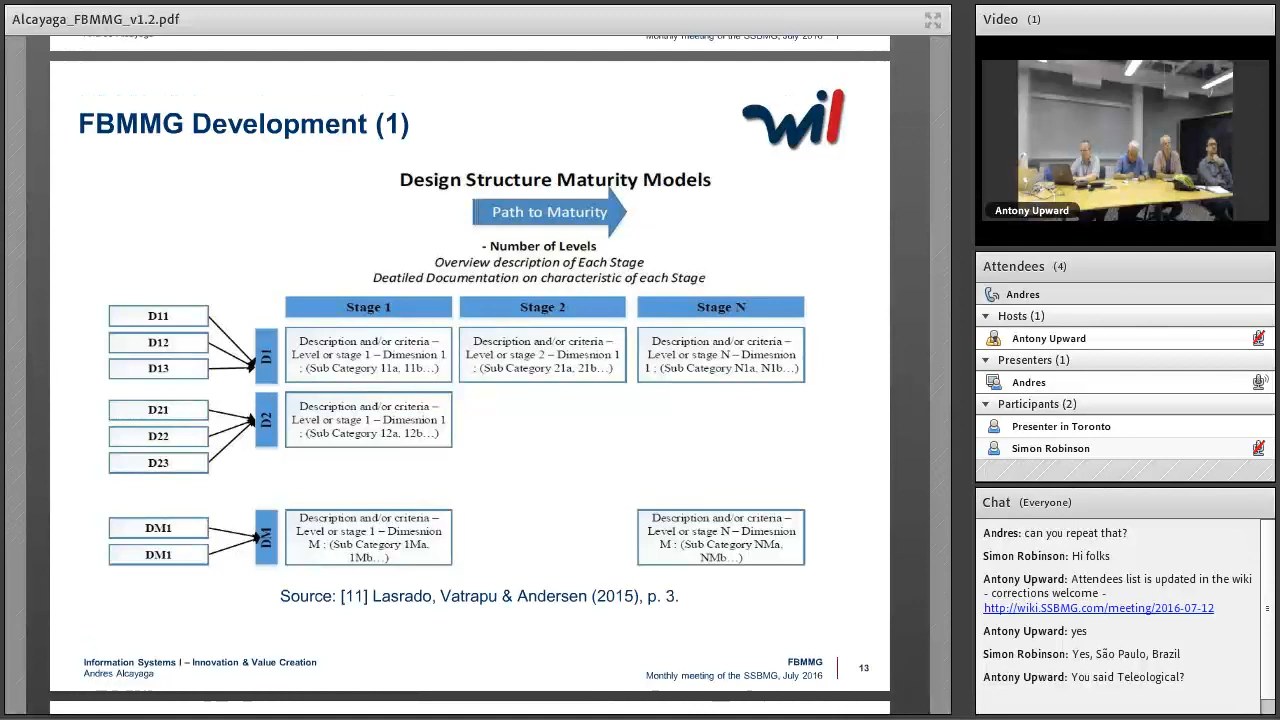 Alcayaga_FBMMG_v1.2.pdf
Andres Alcayaga
Monthly meeting of the SSBMG, July 2016
FBMMG Development (1)
wil
Design Structure Maturity Models
Path to Maturity
- Number of Levels
Overview description of Each Stage
Deatiled Documentation on characteristic of each Stage
Stage 1
Stage 2
Stage N
D11
D12
D13
D1
Description and/or criteria –
Level or stage 1 – Dimesnion 1
; (Sub Category 11a, 11b…)
Description and/or criteria –
Level or stage 2 – Dimesnion 1
; (Sub Category 21a, 21b…)
Description and/or criteria –
Level or stage N – Dimesnion
1 ; (Sub Category N1a, N1b…)
D21
D22
D23
D2
Description and/or criteria –
Level or stage 1 – Dimesnion 1
; (Sub Category 12a, 12b…)
DM1
DM1
DM
Description and/or criteria –
Level or stage 1 – Dimesnion
M ; (Sub Category 1Ma,
1Mb…)
Description and/or criteria –
Level or stage N – Dimesnion
M ; (Sub Category NMa,
NMb…)
Source: [11] Lasrado, Vatrapu & Andersen (2015), p. 3.
Information Systems I – Innovation & Value Creation
Andres Alcayaga
FBMMG
Monthly meeting of the SSBMG, July 2016
13
Video (1)
Antony Upward
Attendees (4)
Andres
Hosts (1)
Antony Upward
Presenters (1)
Andres
Participants (2)
Presenter in Toronto
Simon Robinson
Chat (Everyone)
Andres: can you repeat that?
Simon Robinson: Hi folks
Antony Upward: Attendees list is updated in the wiki
- corrections welcome -
http://wiki.SSBMG.com/meeting/2016-07-12
Antony Upward: yes
Simon Robinson: Yes, São Paulo, Brazil
Antony Upward: You said Teleological?